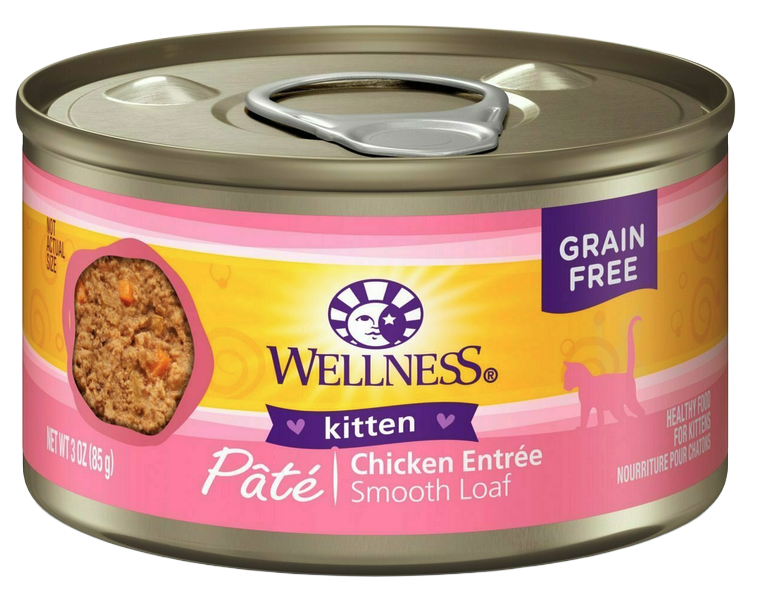 NOT
ACTUAL
SIZE
GRAIN
FREE
WELLNESS®
kitten
Pâté
Chicken Entrée
Smooth Loaf
NET WT 3 OZ (85 g)
HEALTHY FOOD
FOR KITTENS
NOURRITURE POUR CHATONS